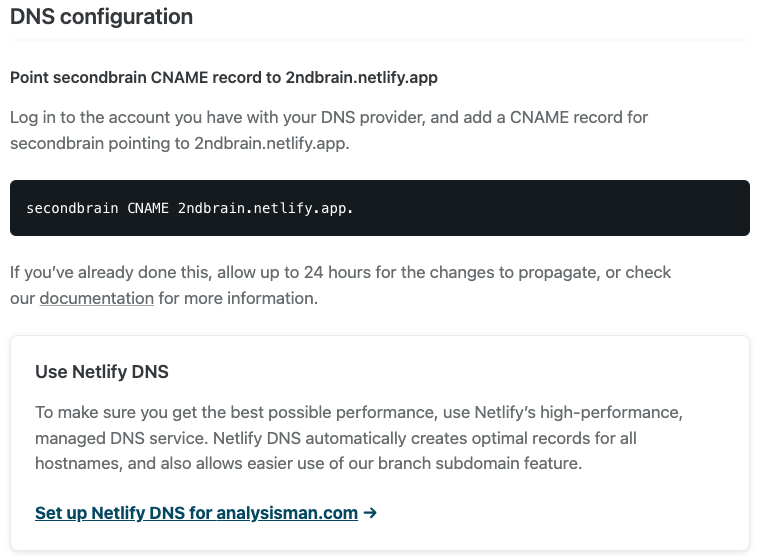 DNS configuration
Point secondbrain CNAME record to 2ndbrain.netlify.app
Log in to the account you have with your DNS provider, and add a CNAME record for
secondbrain pointing to 2ndbrain.netlify.app.
secondbrain CNAME 2ndbrain.netlify.app.
If you’ve already done this, allow up to 24 hours for the changes to propagate, or check
our documentation for more information.
Use Netlify DNS
To make sure you get the best possible performance, use Netlify’s high-performance,
managed DNS service. Netlify DNS automatically creates optimal records for all
hostnames, and also allows easier use of our branch subdomain feature.
Set up Netlify DNS for analysisman.com →